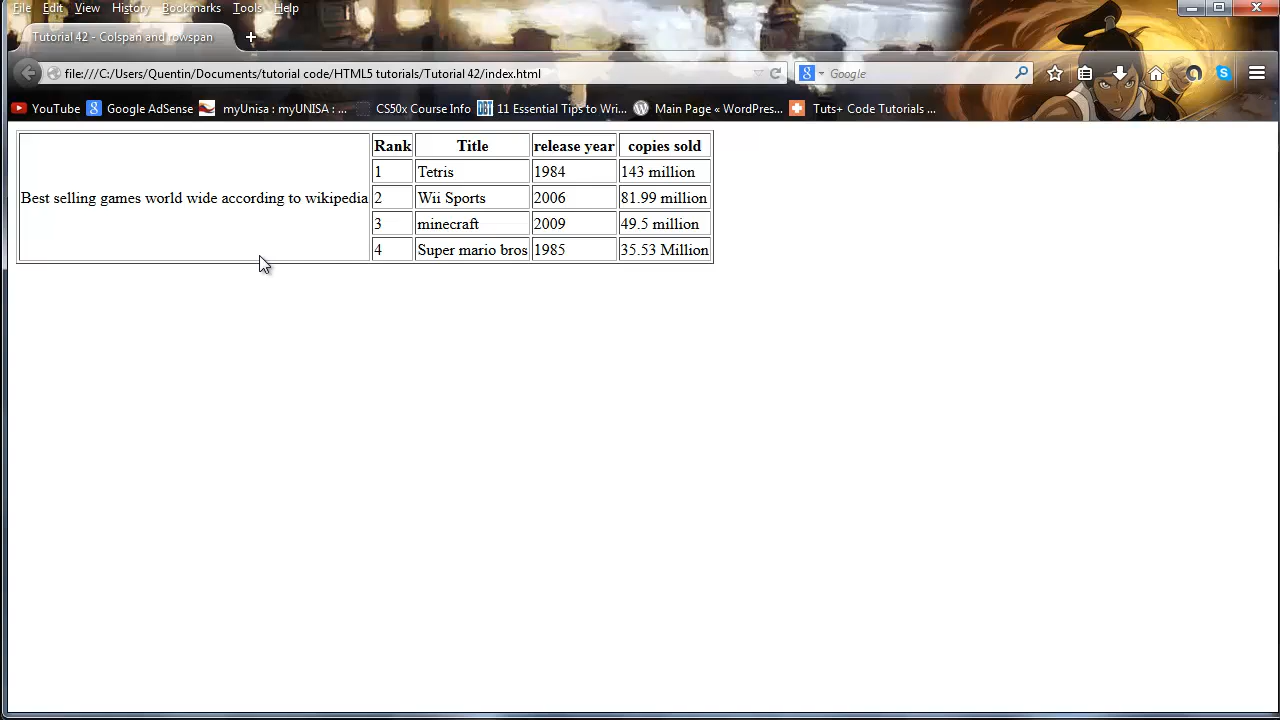 File Edit View History Bookmarks Tools Help
Tutorial 42 - Colspan and rowspan +
file:///C:/Users/Quentin/Documents/tutorial code/HTML5 tutorials/Tutorial 42/index.html Google
YouTube Google AdSense myUnisa : myUNISA : ... CS50x Course Info 11 Essential Tips to Wri... Main Page « WordPres... Tuts+ Code Tutorials ...
Rank Title release year copies sold
1 Tetris 1984 143 million
Best selling games world wide according to wikipedia 2 Wii Sports 2006 81.99 million
3 minecraft 2009 49.5 million
4 Super mario bros 1985 35.53 Million